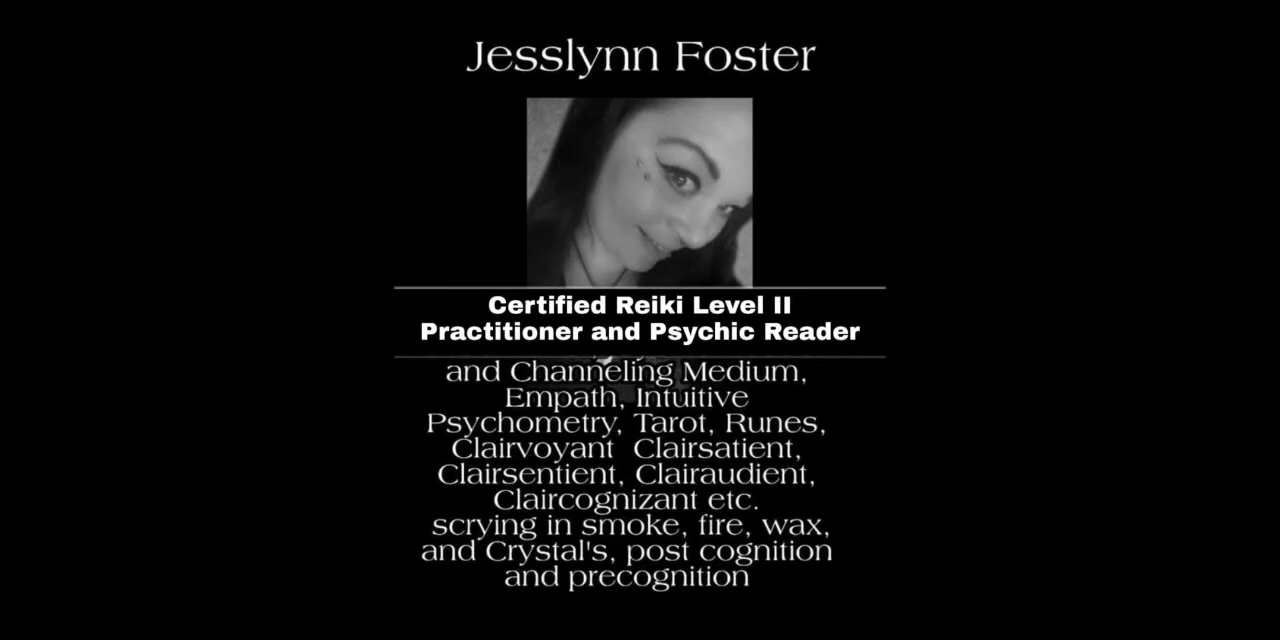 Jesslynn Foster
Certified Reiki Level II
Practitioner and Psychic Reader
and Channeling Medium,
Empath, Intuitive
Psychometry, Tarot, Runes,
Clairvoyant Clairsatient,
Clairsentient, Clairaudient,
Claircognizant etc.
scrying in smoke, fire, wax,
and Crystal's, post cognition
and precognition